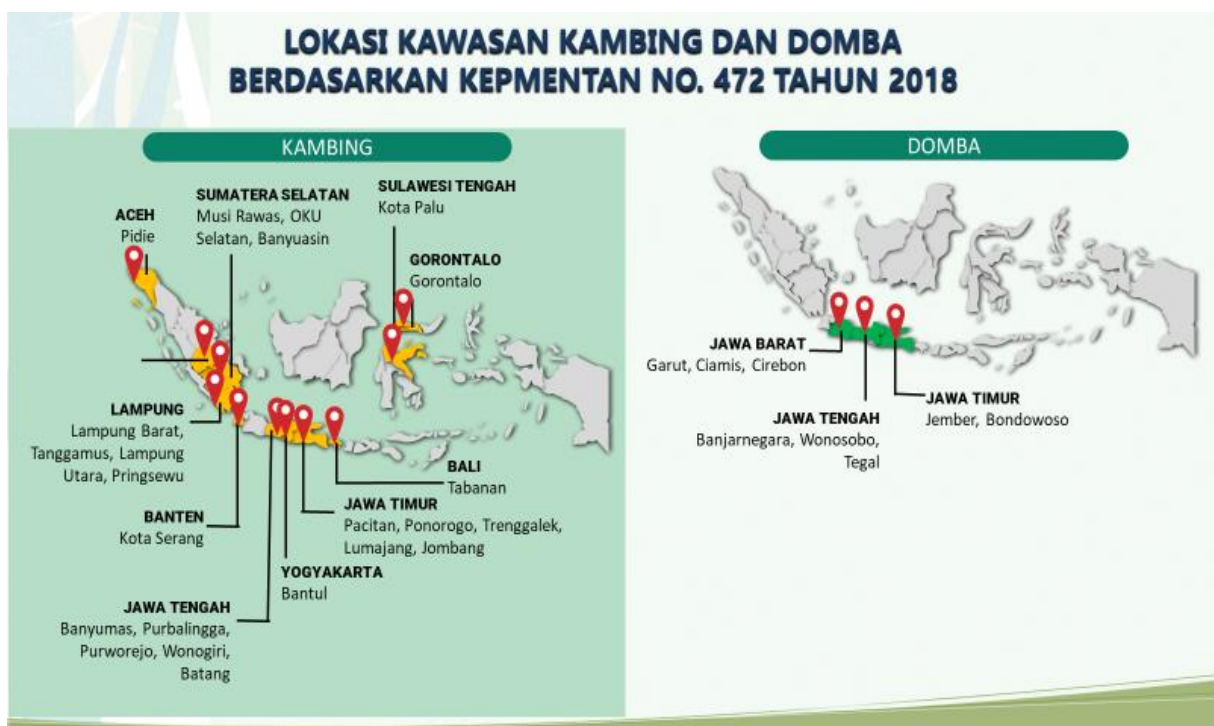 LOKASI KAWASAN KAMBING DAN DOMBA
BERDASARKAN KEPMENTAN NO. 472 TAHUN 2018
KAMBING
ACEH
Pidie
SUMATERA SELATAN
Musi Rawas, OKU
Selatan, Banyuasin
SULAWESI TENGAH
Kota Palu
GORONTALO
Gorontalo
LAMPUNG
Lampung Barat,
Tanggamus, Lampung
Utara, Pringsewu
BANTEN
Kota Serang
JAWA TENGAH
Banyumas, Purbalingga,
Purworejo, Wonogiri,
Batang
YOGYAKARTA
Bantul
JAWA TIMUR
Pacitan, Ponorogo, Trenggalek,
Lumajang, Jombang
BALI
Tabanan
DOMBA
JAWA BARAT
Garut, Ciamis, Cirebon
JAWA TENGAH
Banjarnegara, Wonosobo,
Tegal
JAWA TIMUR
Jember, Bondowoso